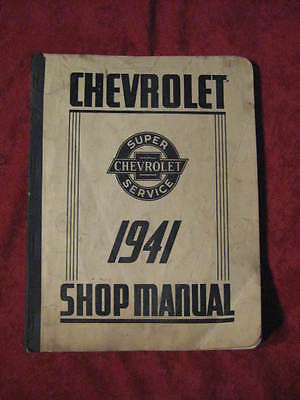 CHEVROLET
SUPER
CHEVROLET
SERVICE
1941
SHOP MANUAL